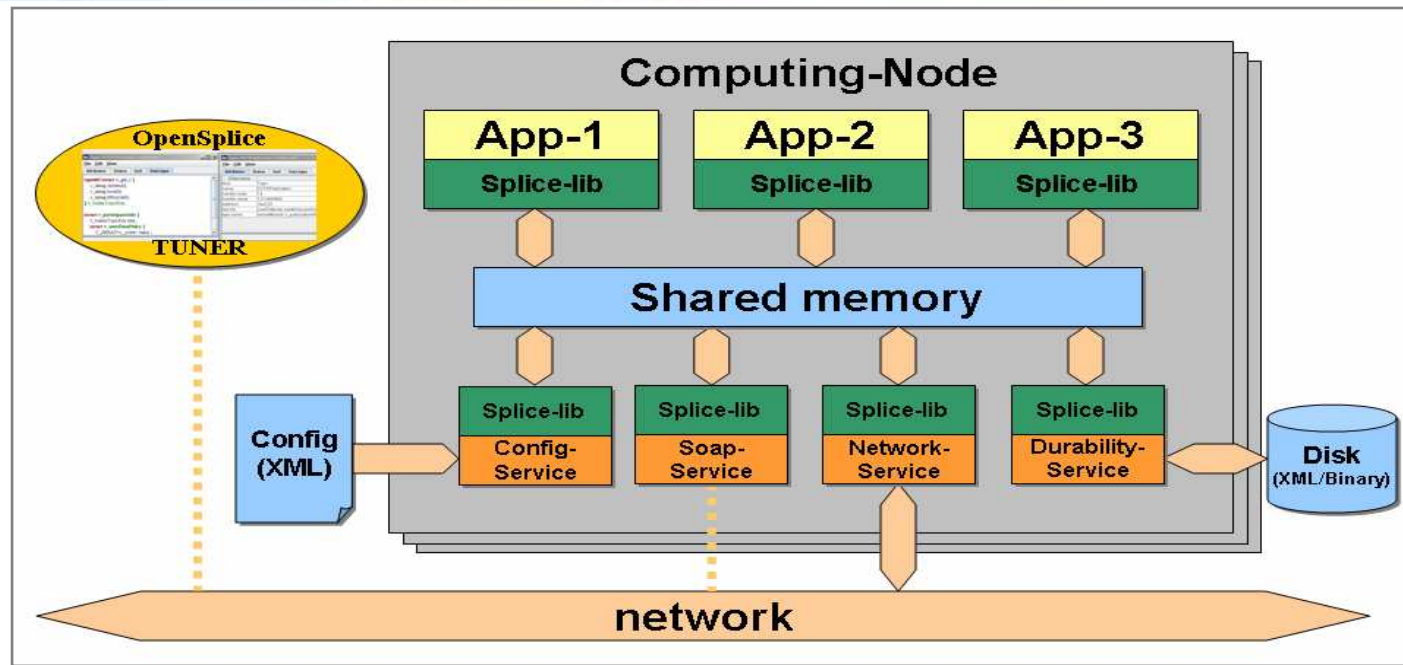 Computing-Node
OpenSplice
TUNER
App-1
App-2
App-3
Splice-lib
Splice-lib
Splice-lib
Shared memory
Splice-lib
Splice-lib
Splice-lib
Splice-lib
Config
(XML)
Config-
Service
Soap-
Service
Network-
Service
Durability-
Service
Disk
(XML/Binary)
network